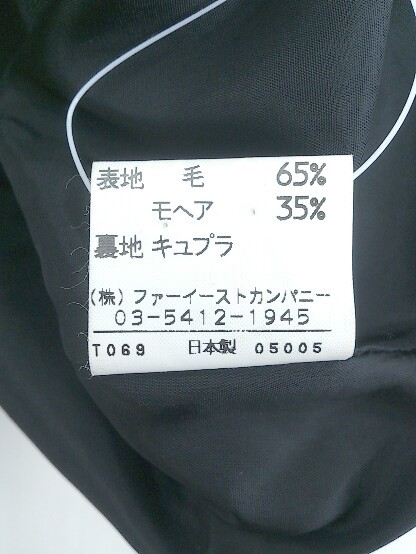 表地 毛 65%
モヘア 35%
裏地 キュプラ
(株) ファーイーストカンパニー
03-5412-1945
T069 日本製 05005